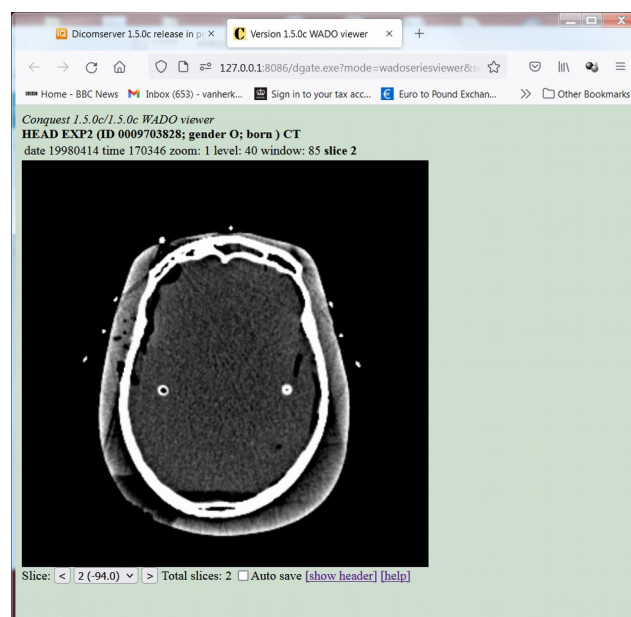 Dicomserver 1.5.0c release in pr
Version 1.5.0c WADO viewer
127.0.0.1:8086/dgate.exe?mode=wadoseriesviewer&
Home - BBC News
Inbox (653) - vanherk...
Sign in to your tax acc...
Euro to Pound Exchan...
Other Bookmarks
Conquest 1.5.0c/1.5.0c WADO viewer
HEAD EXP2 (ID 0009703828; gender O; born ) CT
date 19980414 time 170346 zoom: 1 level: 40 window: 85 slice 2
Slice: < 2 (-94.0) > Total slices: 2 Auto save [show header] [help]